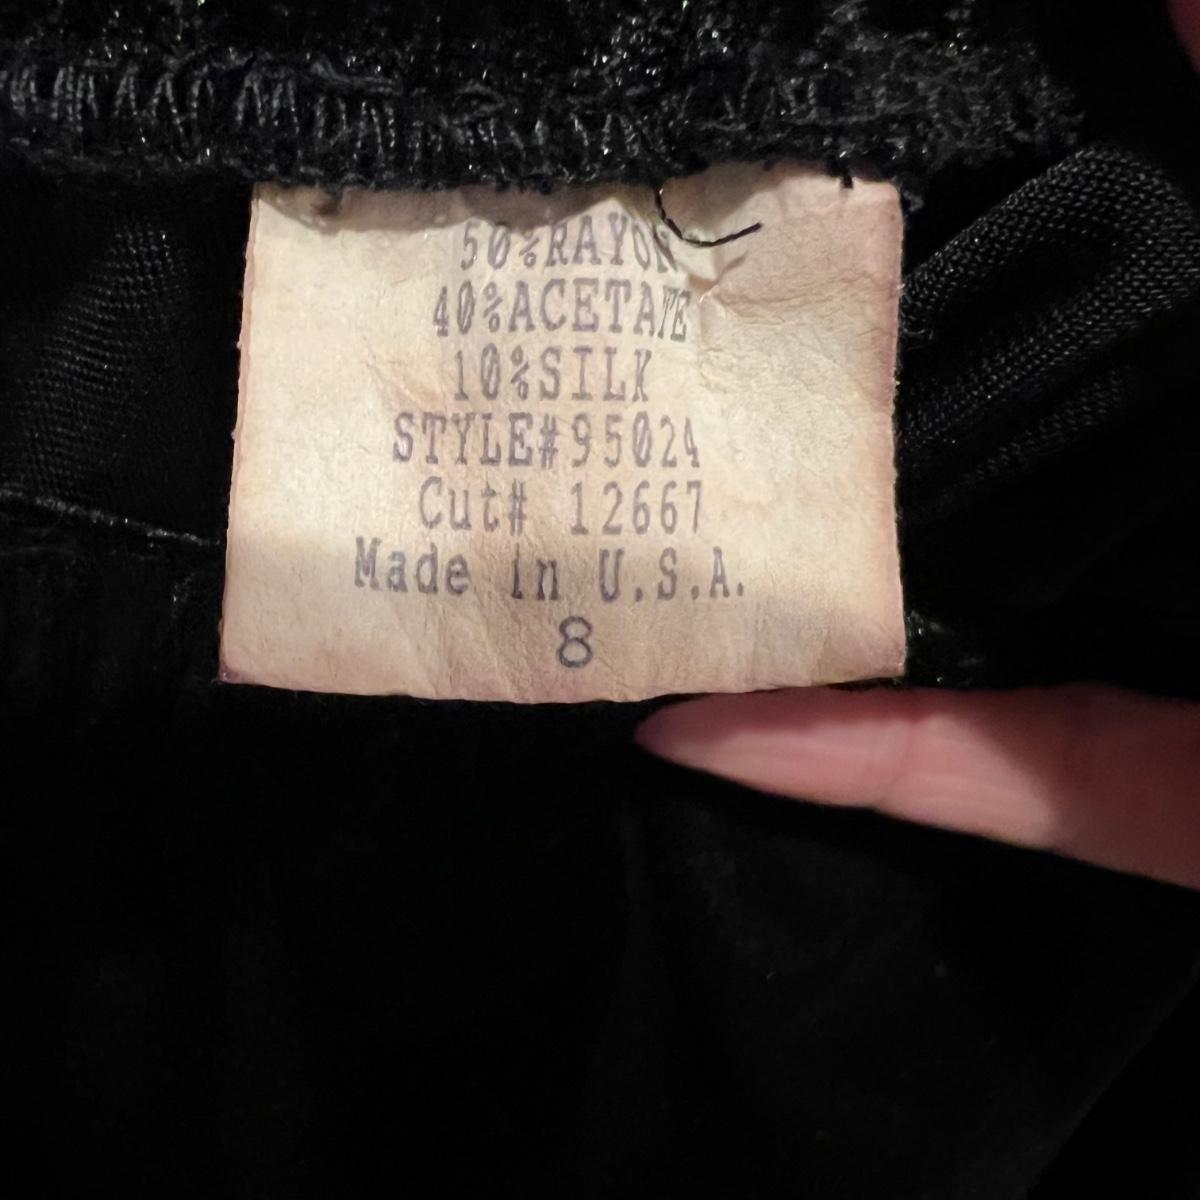 50%RAYON
40%ACETATE
10%SILK
STYLE#95024
Cut# 12667
Made in U.S.A.
8